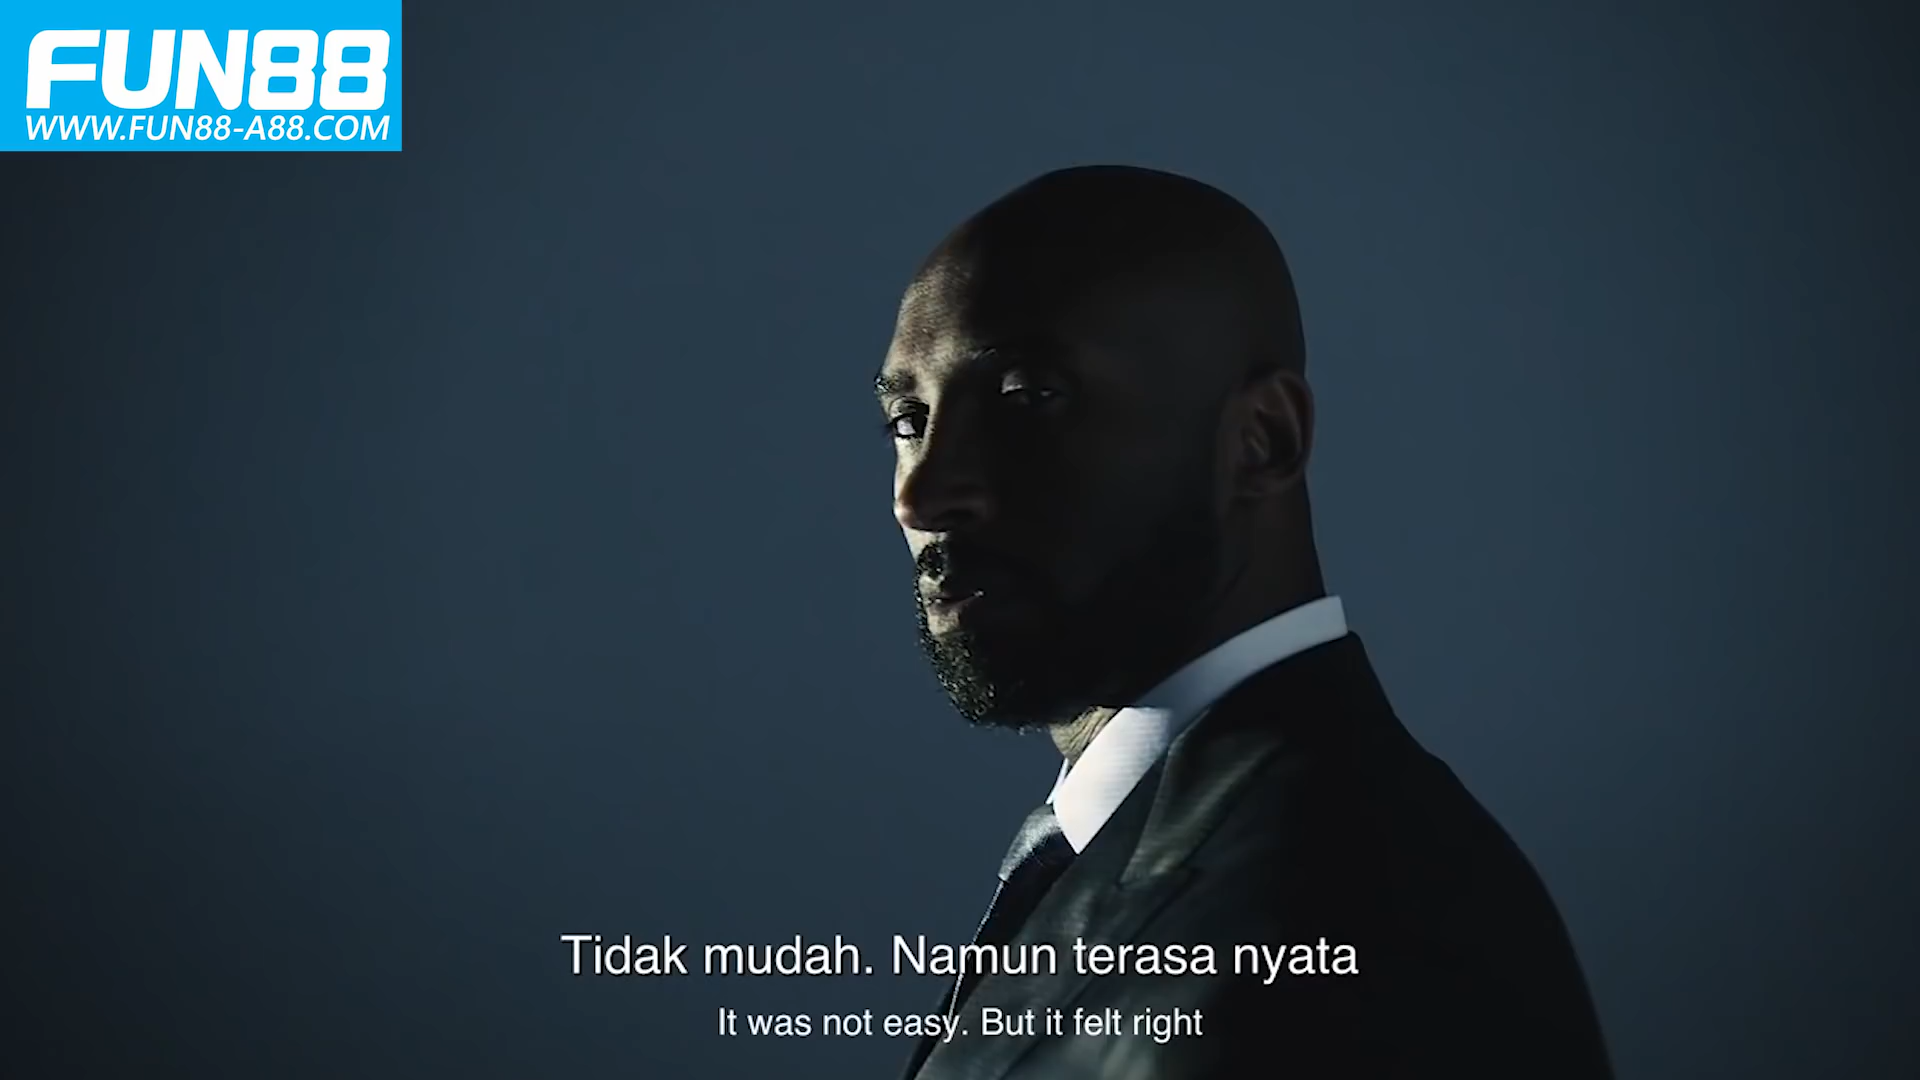 FUN88
WWW.FUN88-A88.COM
Tidak mudah. Namun terasa nyata
It was not easy. But it felt right